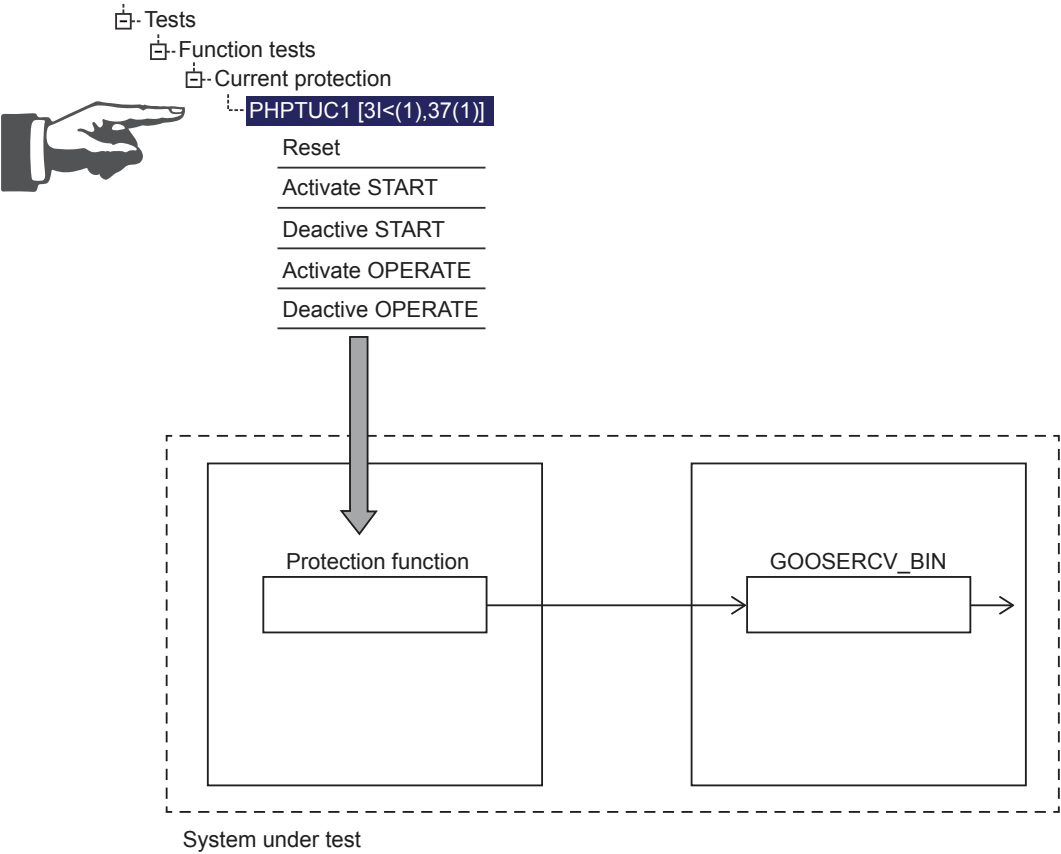 Tests
Function tests
Current protection
PHPTUC1 [3I<(1),37(1)]
Reset
Activate START
Deactive START
Activate OPERATE
Deactive OPERATE
Protection function
GOOSERCV_BIN
System under test